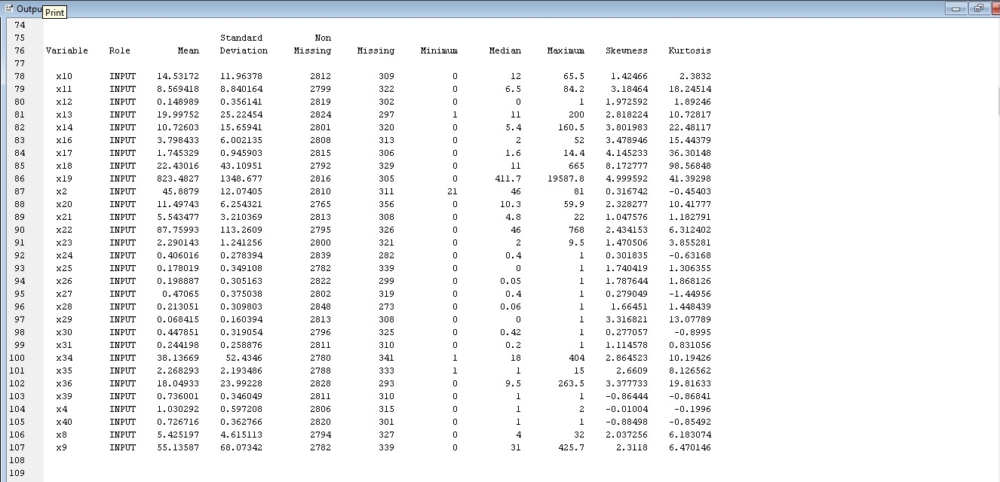 Outpu
Print
74
75 Standard Non
76 Variable Role Mean Deviation Missing Missing Minimum Median Maximum Skewness Kurtosis
77
78 x10 INPUT 14.53172 11.96378 2812 309 0 12 65.5 1.42466 2.3832
79 x11 INPUT 8.569418 8.840164 2799 322 0 6.5 84.2 3.18464 18.24514
80 x12 INPUT 0.148989 0.356141 2819 302 0 0 1 1.972592 1.89246
81 x13 INPUT 19.99752 25.22454 2824 297 1 11 200 2.818224 10.72817
82 x14 INPUT 10.72603 15.65941 2801 320 0 5.4 160.5 3.801983 22.48117
83 x16 INPUT 3.798433 6.002135 2808 313 0 2 52 3.478946 15.44379
84 x17 INPUT 1.745329 0.945903 2815 306 0 1.6 14.4 4.145233 36.30148
85 x18 INPUT 22.43016 43.10951 2792 329 0 11 665 8.172777 98.56848
86 x19 INPUT 823.4827 1348.677 2816 305 0 411.7 19587.8 4.999592 41.39298
87 x2 INPUT 45.8879 12.07405 2810 311 21 46 81 0.316742 -0.45403
88 x20 INPUT 11.49743 6.254321 2765 356 0 10.3 59.9 2.328277 10.41777
89 x21 INPUT 5.543477 3.210369 2813 308 0 4.8 22 1.047576 1.182791
90 x22 INPUT 87.75993 113.2609 2795 326 0 46 768 2.434153 6.312402
91 x23 INPUT 2.290143 1.241256 2800 321 0 2 9.5 1.470506 3.855281
92 x24 INPUT 0.406016 0.278394 2839 282 0 0.4 1 0.301835 -0.63168
93 x25 INPUT 0.178019 0.349108 2782 339 0 0 1 1.740419 1.306355
94 x26 INPUT 0.198887 0.305163 2822 299 0 0.05 1 1.787644 1.868126
95 x27 INPUT 0.47065 0.375038 2802 319 0 0.4 1 0.279049 -1.44956
96 x28 INPUT 0.213051 0.309803 2848 273 0 0.06 1 1.66451 1.448439
97 x29 INPUT 0.068415 0.160394 2813 308 0 0 1 3.316821 13.07789
98 x30 INPUT 0.447851 0.319054 2796 325 0 0.42 1 0.277057 -0.8995
99 x31 INPUT 0.244198 0.258876 2811 310 0 0.2 1 1.114578 0.831056
100 x34 INPUT 38.13669 52.4346 2780 341 1 18 404 2.864523 10.19426
101 x35 INPUT 2.268293 2.193486 2788 333 1 1 15 2.6609 8.126562
102 x36 INPUT 18.04933 23.99228 2828 293 0 9.5 263.5 3.377733 19.81633
103 x39 INPUT 0.736001 0.346049 2811 310 0 1 1 -0.86444 -0.86841
104 x4 INPUT 1.030292 0.597208 2806 315 0 1 2 -0.01004 -0.1996
105 x40 INPUT 0.726716 0.362766 2820 301 0 1 1 -0.88498 -0.85492
106 x8 INPUT 5.425197 4.615113 2794 327 0 4 32 2.037256 6.183074
107 x9 INPUT 55.13587 68.07342 2782 339 0 31 425.7 2.3118 6.470146
108
109